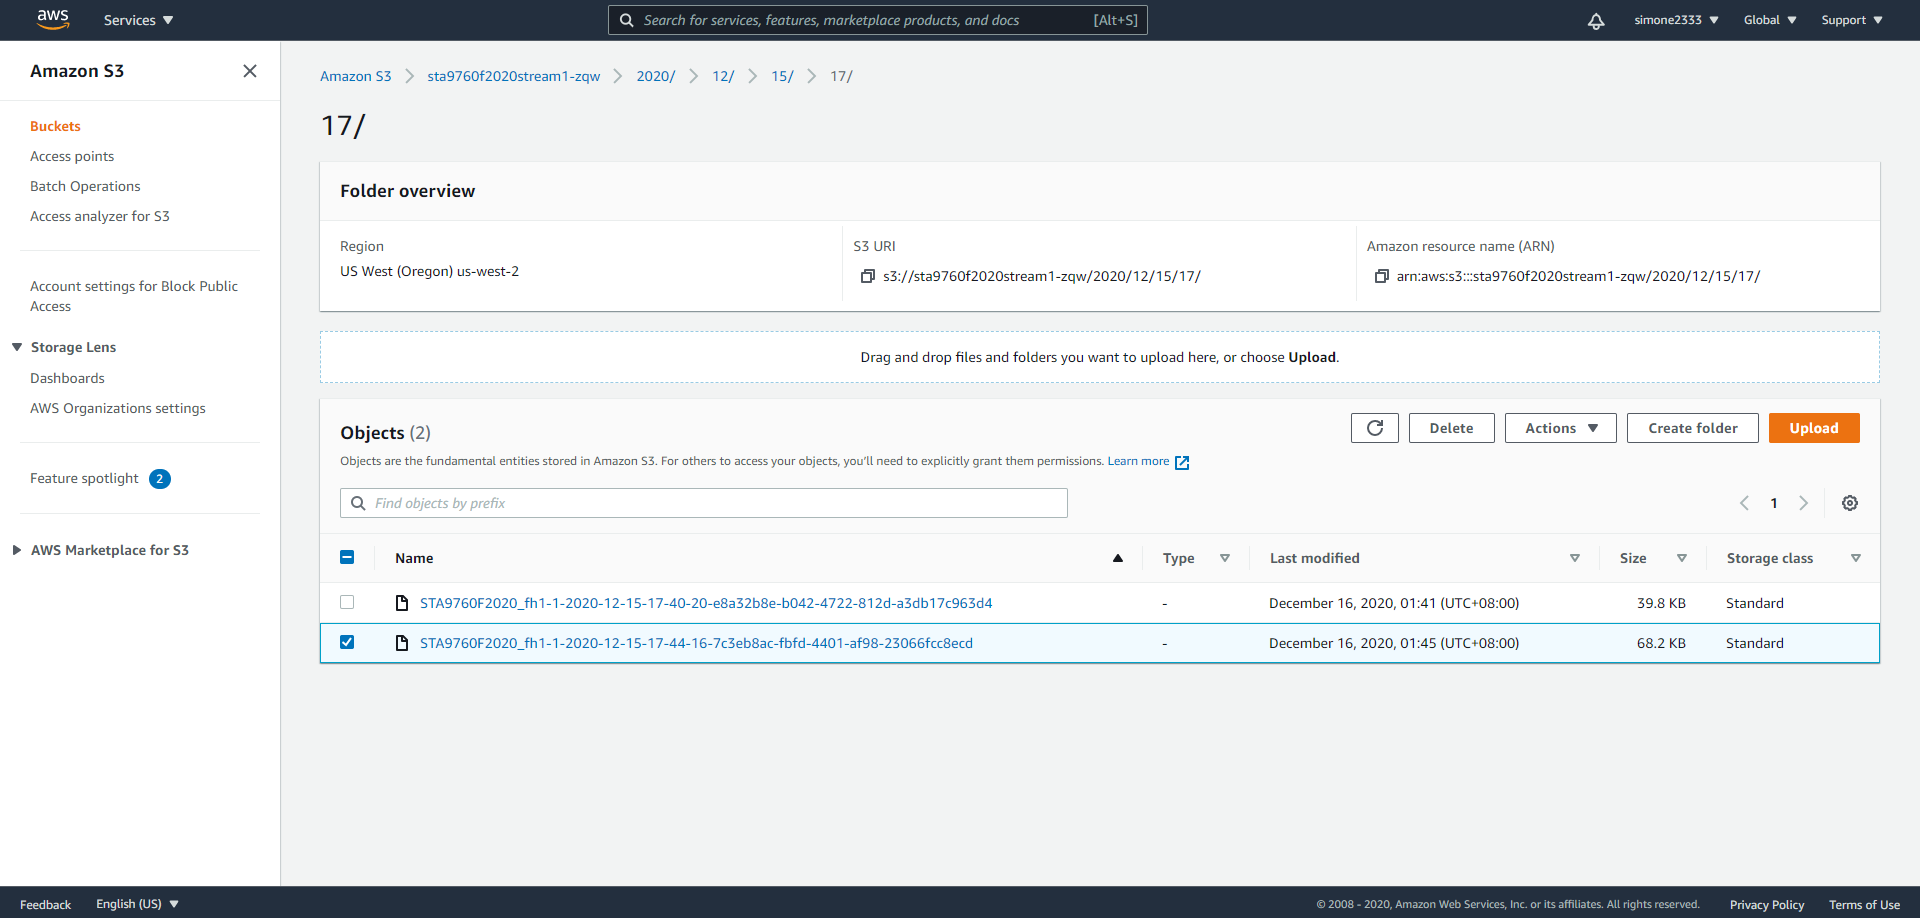 aws Services Search for services, features, marketplace products, and docs [Alt+S] simone2333 Global Support
Amazon S3
Buckets
Access points
Batch Operations
Access analyzer for S3
Account settings for Block Public
Access
Storage Lens
Dashboards
AWS Organizations settings
Feature spotlight 2
AWS Marketplace for S3
Amazon S3 sta9760f2020stream1-zqw 2020/ 12/ 15/ 17/
17/
Folder overview
Region
US West (Oregon) us-west-2
S3 URI
s3://sta9760f2020stream1-zqw/2020/12/15/17/
Amazon resource name (ARN)
arn:aws:s3:::sta9760f2020stream1-zqw/2020/12/15/17/
Drag and drop files and folders you want to upload here, or choose Upload.
Objects (2)
Delete Actions Create folder Upload
Objects are the fundamental entities stored in Amazon S3. For others to access your objects, you'll need to explicitly grant them permissions. Learn more
Find objects by prefix
1
Name Type Last modified Size Storage class
STA9760F2020_fh1-1-2020-12-15-17-40-20-e8a32b8e-b042-4722-812d-a3db17c963d4 - December 16, 2020, 01:41 (UTC+08:00) 39.8 KB Standard
STA9760F2020_fh1-1-2020-12-15-17-44-16-7c3eb8ac-fbfd-4401-af98-23066fcc8ecd - December 16, 2020, 01:45 (UTC+08:00) 68.2 KB Standard
Feedback English (US) © 2008 - 2020, Amazon Web Services, Inc. or its affiliates. All rights reserved. Privacy Policy Terms of Use